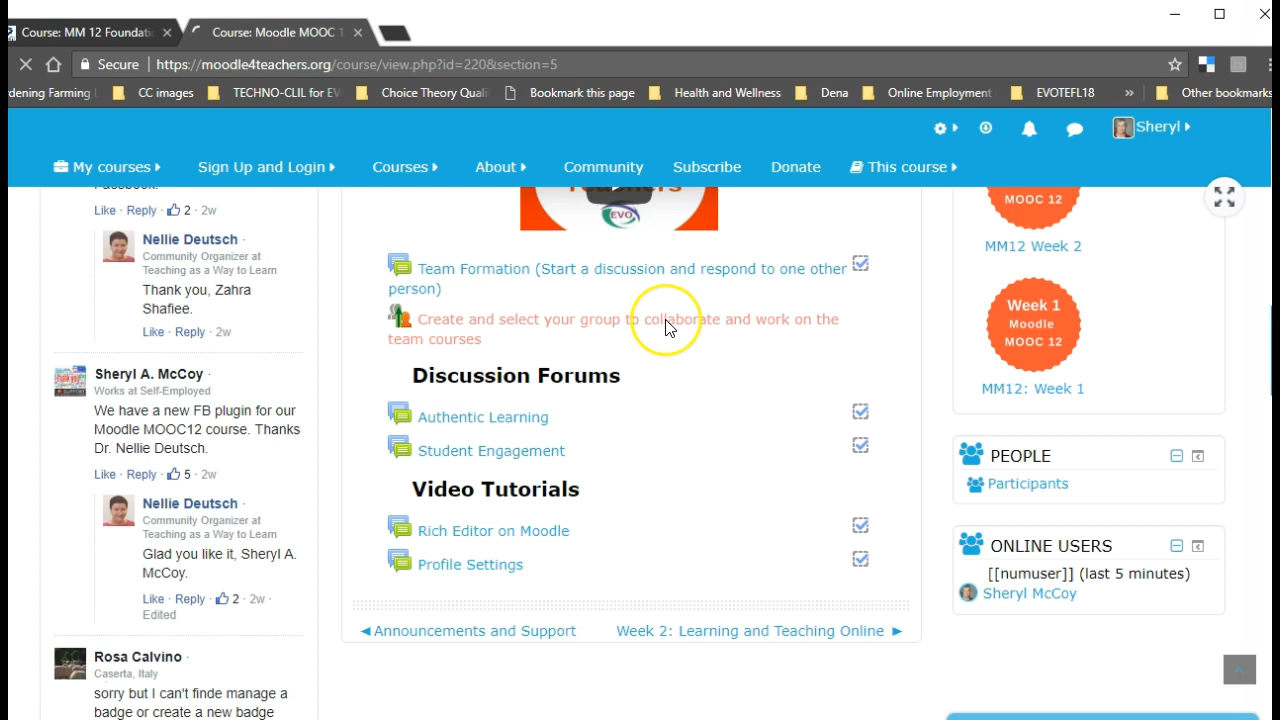 Course: MM 12 Foundatio
Course: Moodle MOOC 1
Secure
https://moodle4teachers.org/course/view.php?id=220&section=5
dening Farming
CC images
TECHNO-CLIL for EV
Choice Theory Quali
Bookmark this page
Health and Wellness
Dena
Online Employment
EVOTEFL18
»
Other bookmarks
Sheryl
My courses
Sign Up and Login
Courses
About
Community
Subscribe
Donate
This course
Facebook.
Like · Reply · 2 · 2w
Nellie Deutsch ·
Community Organizer at
Teaching as a Way to Learn
Thank you, Zahra
Shafiee.
Like · Reply · 2w
Sheryl A. McCoy ·
Works at Self-Employed
We have a new FB plugin for our
Moodle MOOC12 course. Thanks
Dr. Nellie Deutsch.
Like · Reply · 5 · 2w
Nellie Deutsch ·
Community Organizer at
Teaching as a Way to Learn
Glad you like it, Sheryl A.
McCoy.
Like · Reply · 2 · 2w ·
Edited
Rosa Calvino ·
Caserta, Italy
sorry but I can't finde manage a
badge or create a new badge
Teachers
EVO
Team Formation (Start a discussion and respond to one other
person)
Create and select your group to collaborate and work on the
team courses
Discussion Forums
Authentic Learning
Student Engagement
Video Tutorials
Rich Editor on Moodle
Profile Settings
◄Announcements and Support
Week 2: Learning and Teaching Online ►
MOOC 12
MM12 Week 2
Week 1
Moodle
MOOC 12
MM12: Week 1
PEOPLE
Participants
ONLINE USERS
[[numuser]] (last 5 minutes)
Sheryl McCoy